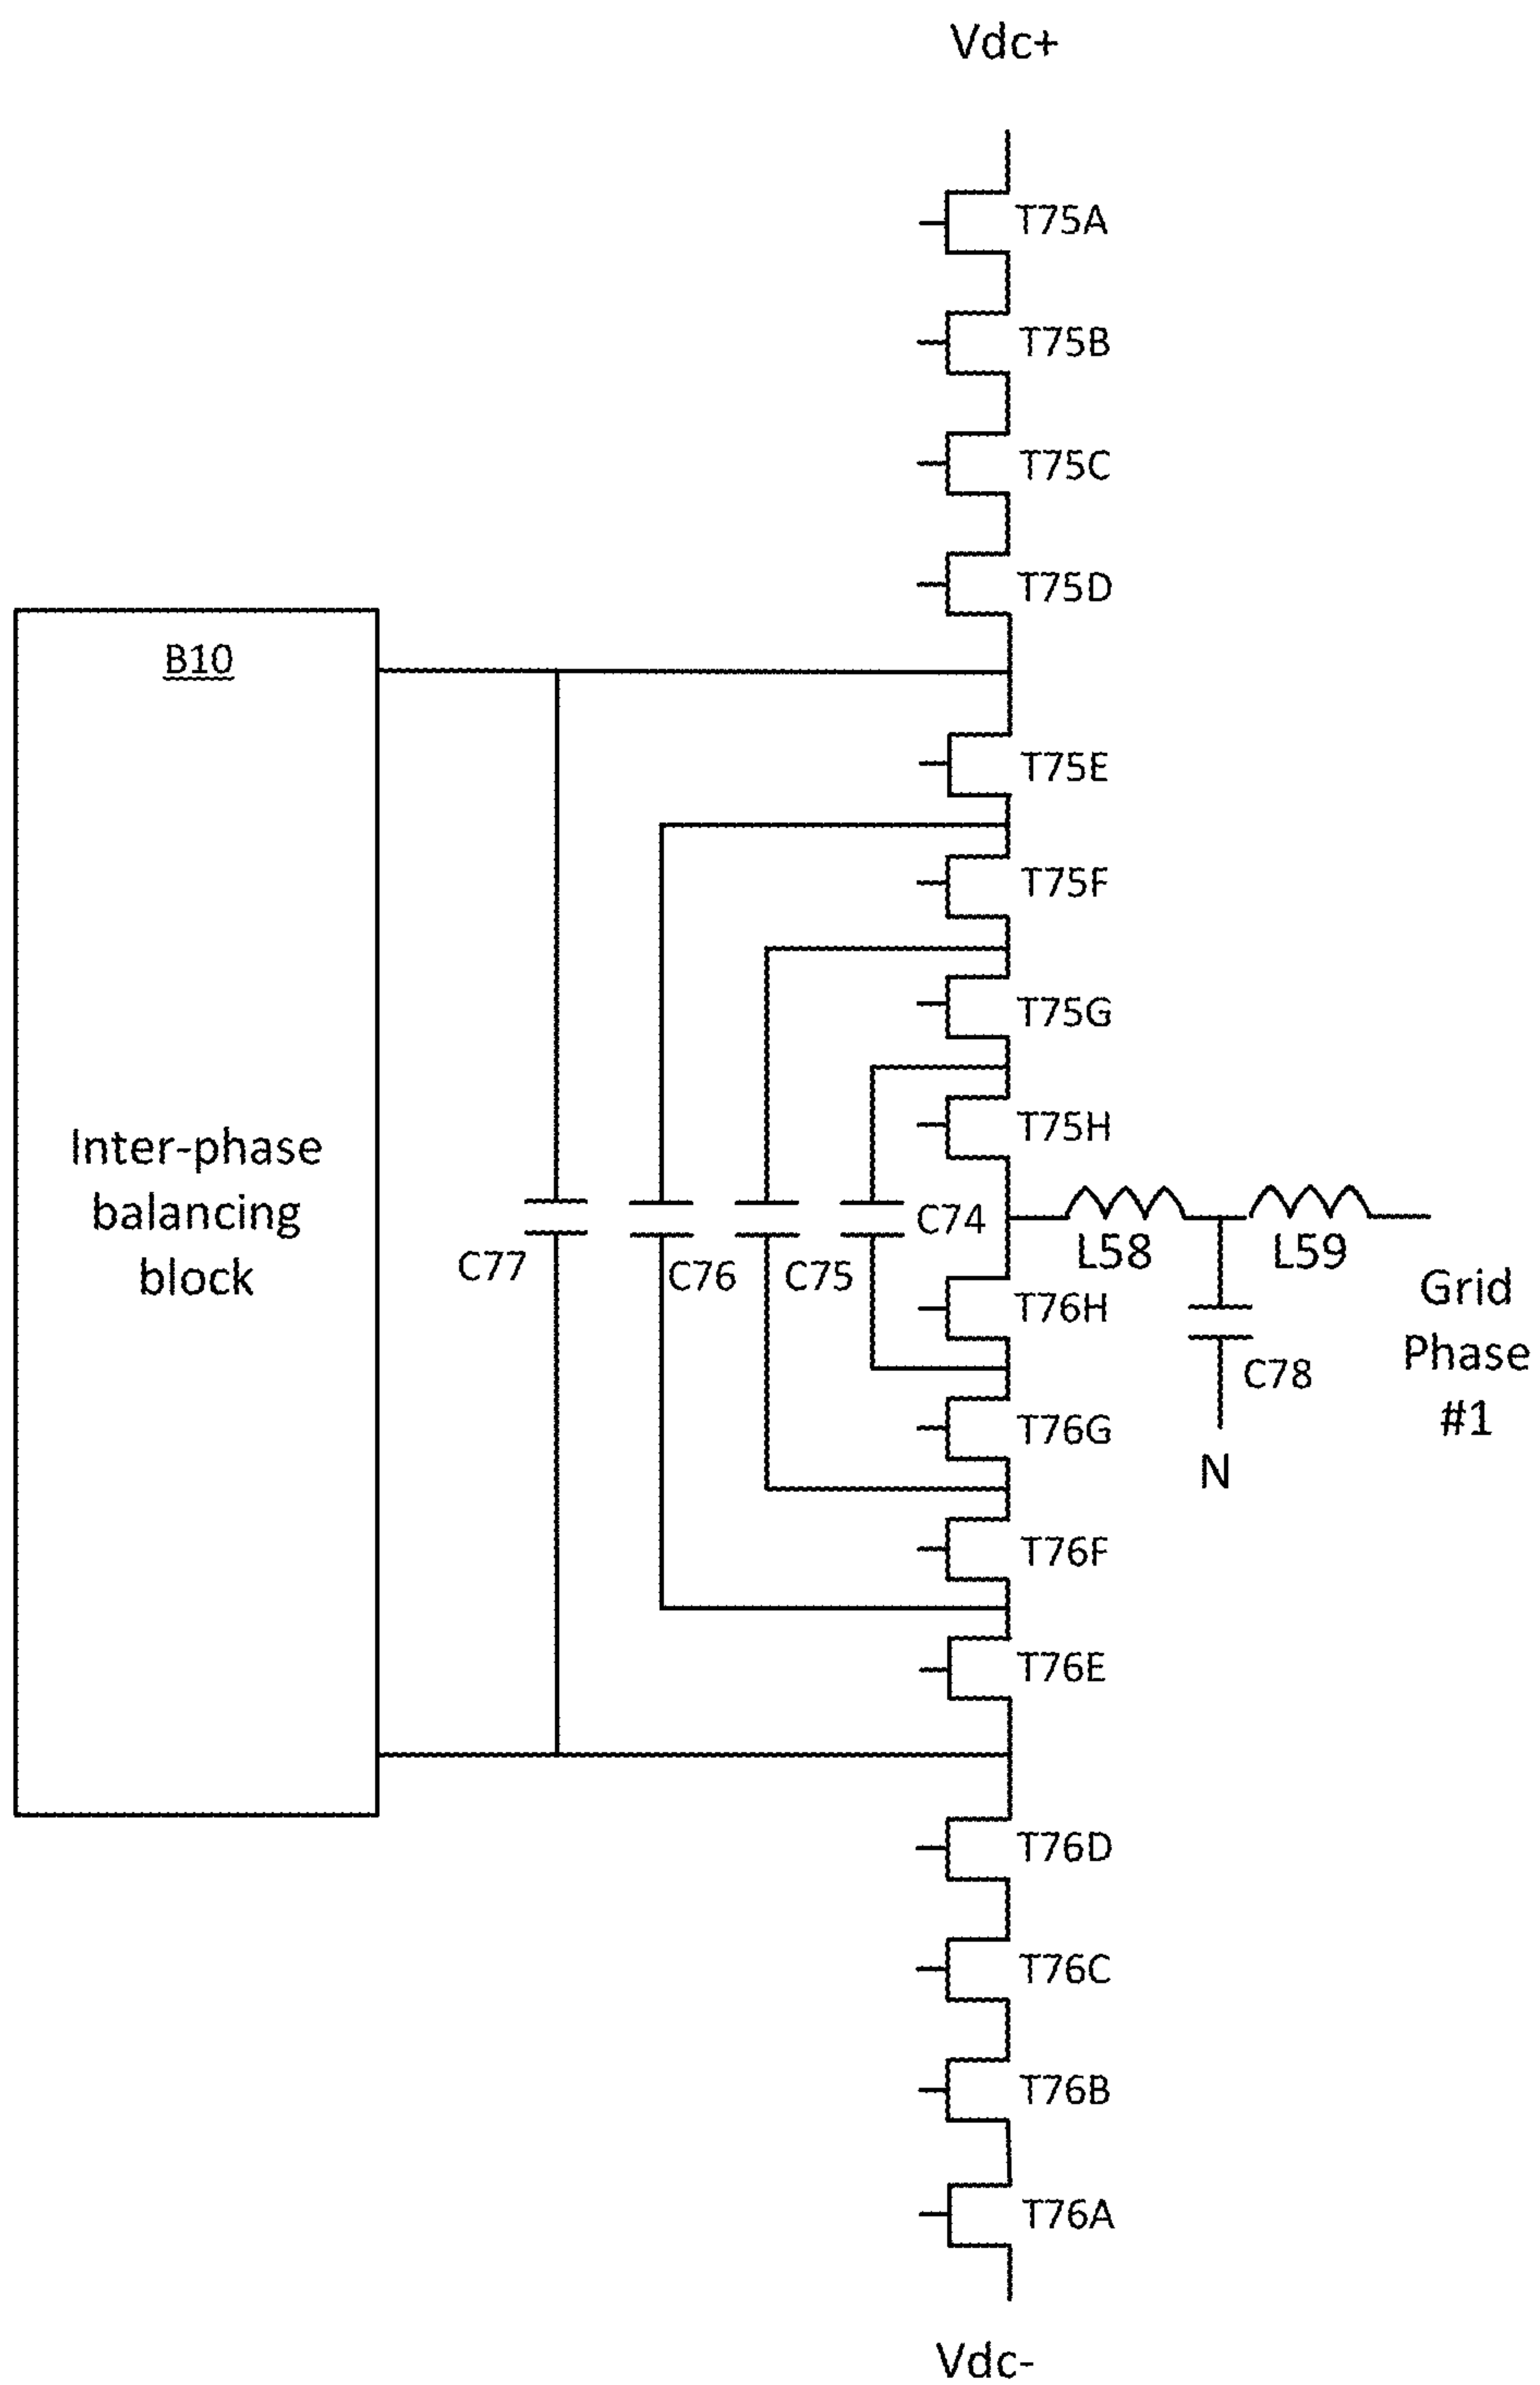 Vdc+
T75A
T75B
T75C
T75D
B10
T75E
T75F
T75G
T75H
Inter-phase
balancing
block
C77
C76
C75
C74
L58
L59
Grid
Phase
#1
T76H
C78
N
T76G
T76F
T76E
T76D
T76C
T76B
T76A
Vdc-